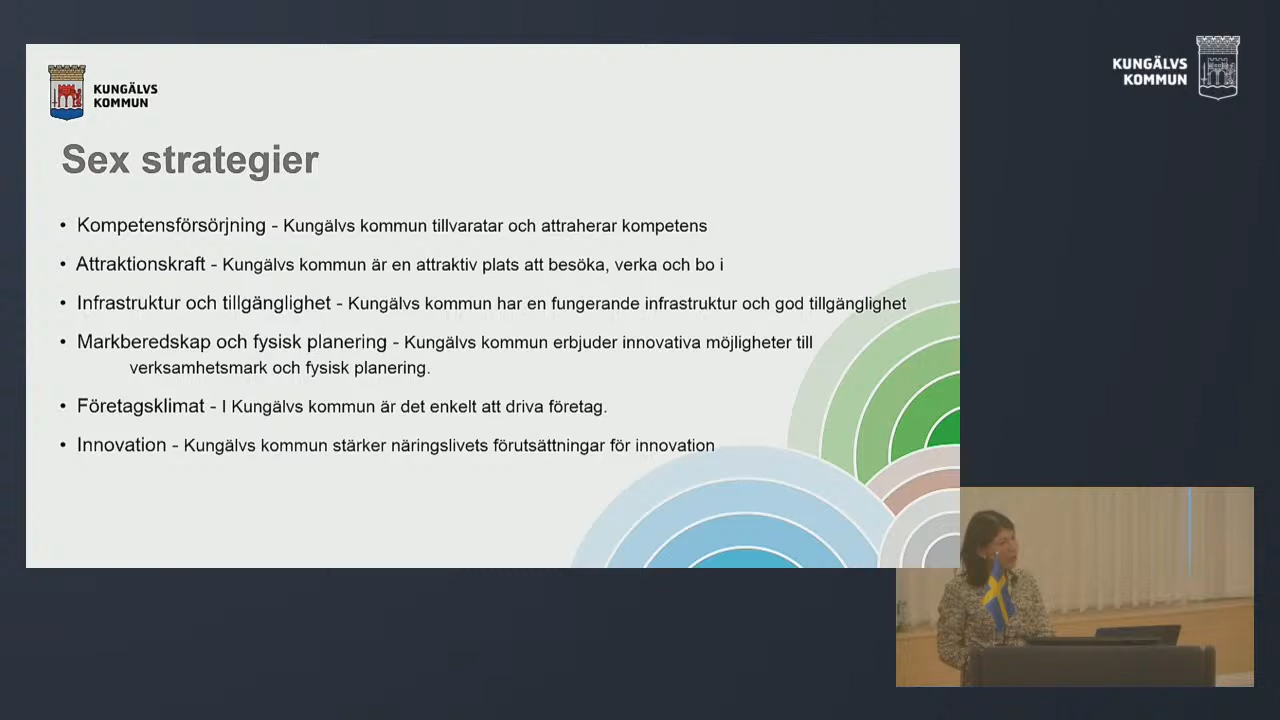 KUNGÄLVS
KOMMUN
KUNGÄLVS
KOMMUN
Sex strategier
• Kompetensförsörjning - Kungälvs kommun tillvaratar och attraherar kompetens
• Attraktionskraft - Kungälvs kommun är en attraktiv plats att besöka, verka och bo i
• Infrastruktur och tillgänglighet - Kungälvs kommun har en fungerande infrastruktur och god tillgänglighet
• Markberedskap och fysisk planering - Kungälvs kommun erbjuder innovativa möjligheter till
verksamhetsmark och fysisk planering.
• Företagsklimat - I Kungälvs kommun är det enkelt att driva företag.
• Innovation - Kungälvs kommun stärker näringslivets förutsättningar för innovation